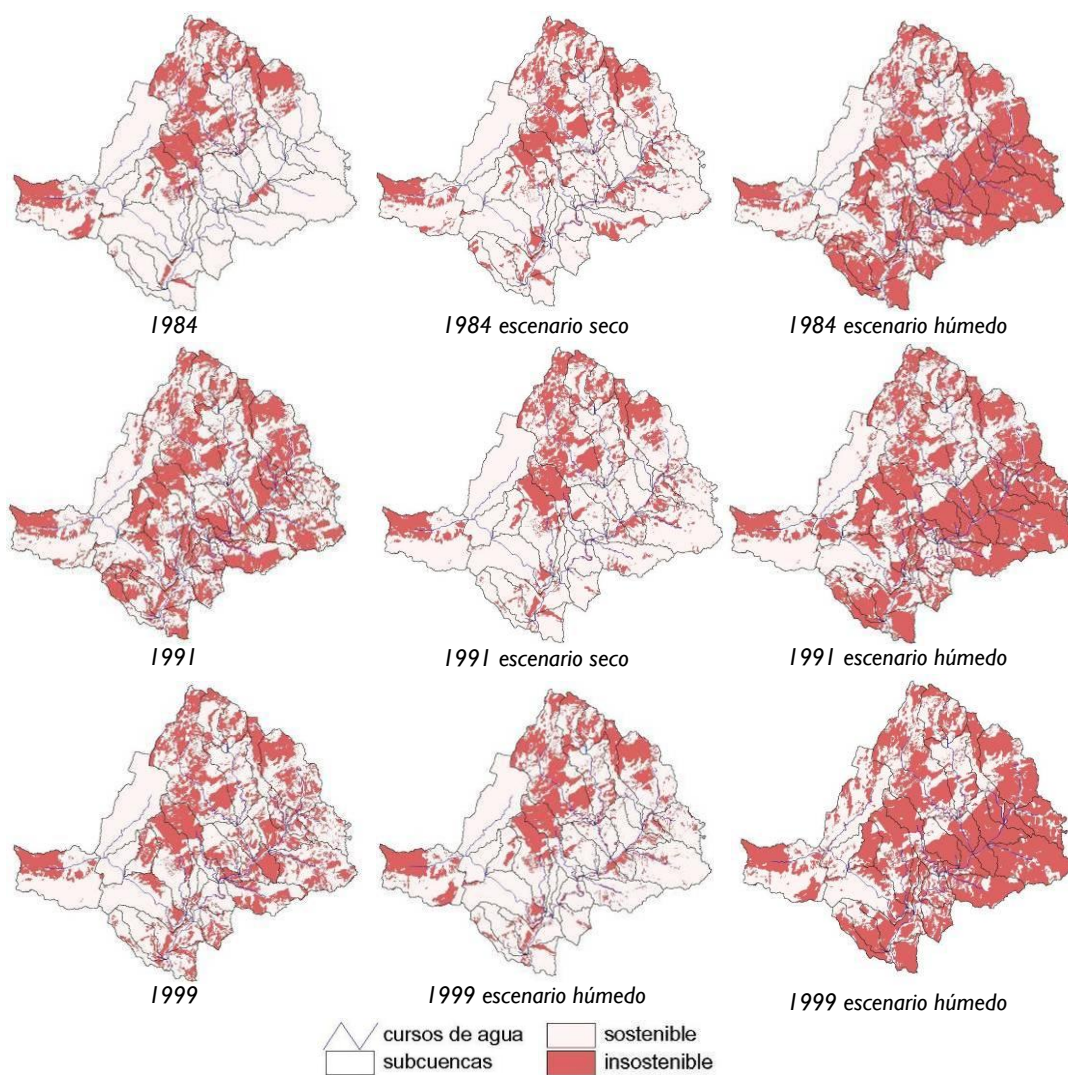 1984
1984 escenario seco
1984 escenario húmedo
1991
1991 escenario seco
1991 escenario húmedo
1999
1999 escenario húmedo
1999 escenario húmedo
cursos de agua
sostenible
subcuencas
insostenible